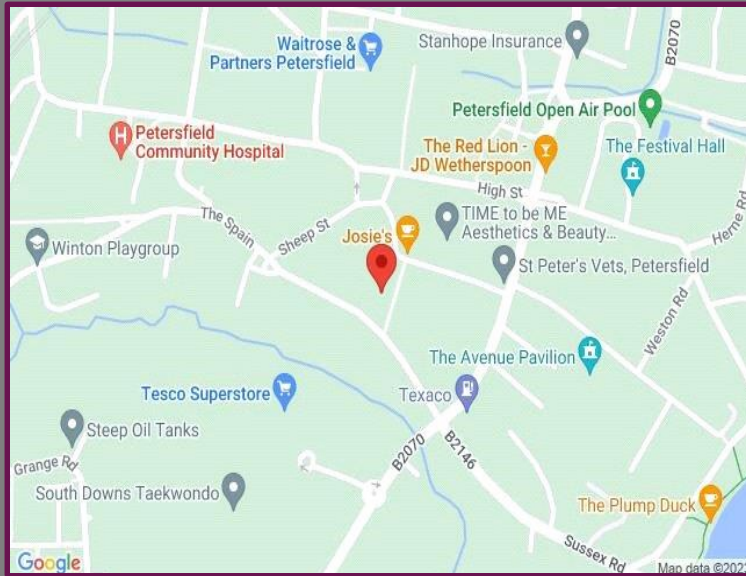 Waitrose &
Partners Petersfield
Stanhope Insurance
B2070
Petersfield Open Air Pool
Petersfield
Community Hospital
The Red Lion -
JD Wetherspoon
The Festival Hall
High St
The Spain
Sheep St
Josie's
TIME to be ME
Aesthetics & Beauty...
Herne Rd
Winton Playgroup
St Peter's Vets, Petersfield
Weston Rd
The Avenue Pavilion
Tesco Superstore
Texaco
Steep Oil Tanks
B2070
B2146
Grange Rd
South Downs Taekwondo
The Plump Duck
Sussex Rd
Google
Map data ©202